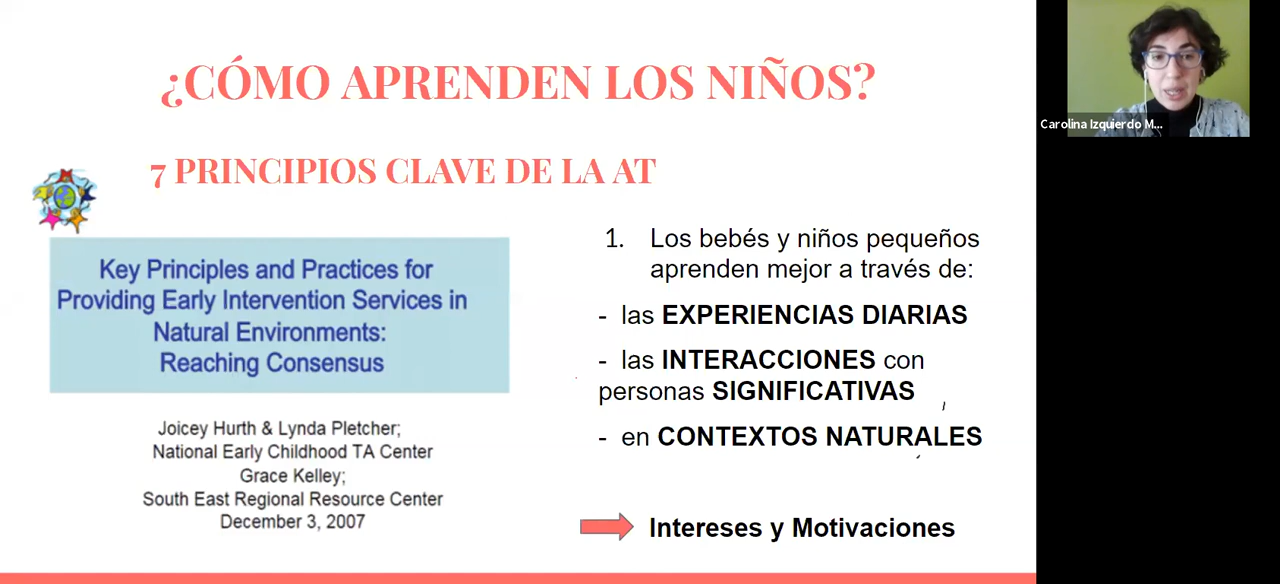 ¿CÓMO APRENDEN LOS NIÑOS?
7 PRINCIPIOS CLAVE DE LA AT
Key Principles and Practices for
Providing Early Intervention Services in
Natural Environments:
Reaching Consensus
Joicey Hurth & Lynda Pletcher;
National Early Childhood TA Center
Grace Kelley;
South East Regional Resource Center
December 3, 2007
1. Los bebés y niños pequeños
aprenden mejor a través de:
- las EXPERIENCIAS DIARIAS
- las INTERACCIONES con
personas SIGNIFICATIVAS
- en CONTEXTOS NATURALES
Intereses y Motivaciones
Carolina Izquierdo M...